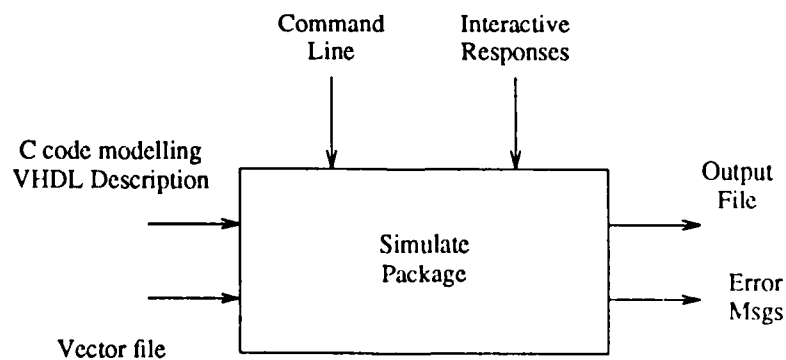 Command
Line
Interactive
Responses
C code modelling
VHDL Description
Output
File
Simulate
Package
Error
Msgs
Vector file